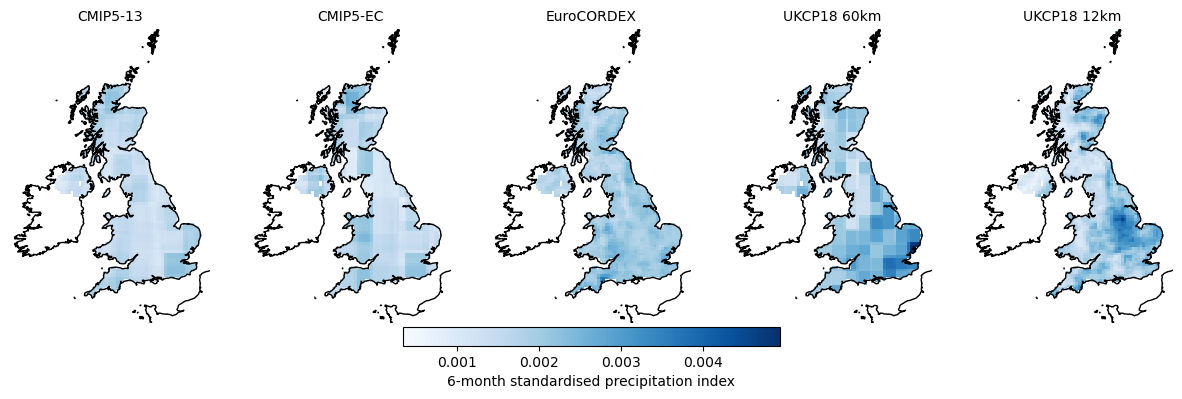 CMIP5-13 CMIP5-EC EuroCORDEX UKCP18 60km UKCP18 12km
0.001 0.002 0.003 0.004
6-month standardised precipitation index